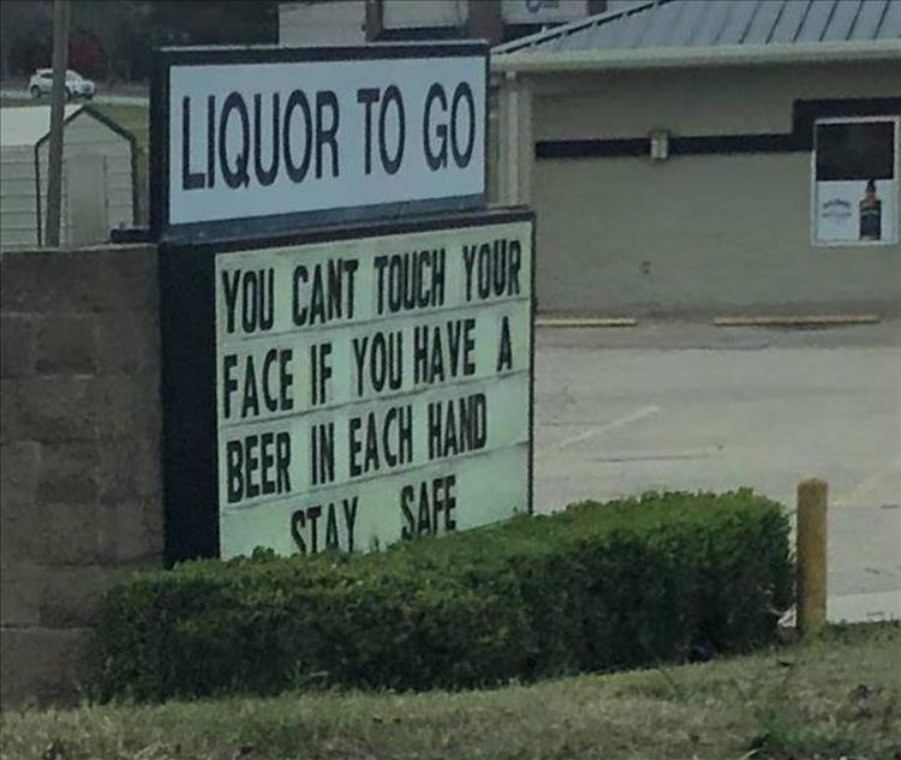 LIQUOR TO GO
YOU CANT TOUCH YOUR
FACE IF YOU HAVE A
BEER IN EACH HAND
STAY SAFE